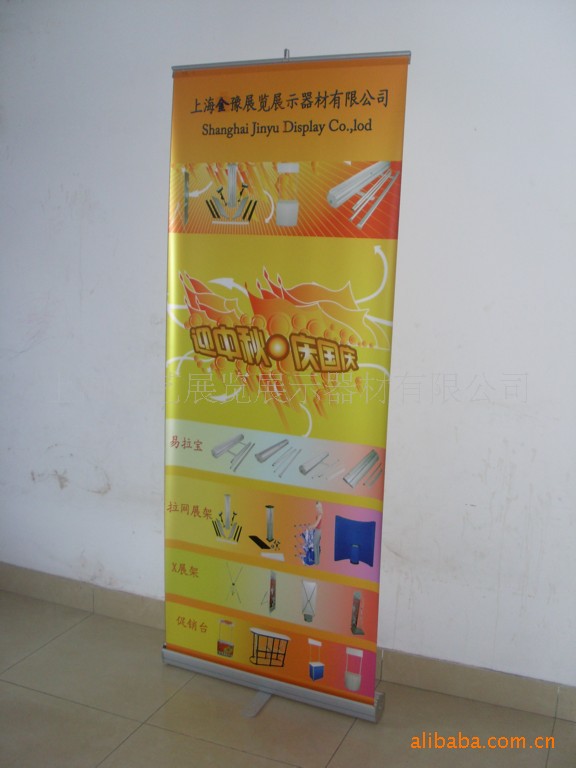 上海金豫展览展示器材有限公司
Shanghai Jinyu Display Co.,lod
迎中秋·庆国庆
览展示器材有限公司
易拉宝
拉网展架
X展架
促销台
alibaba.com.cn